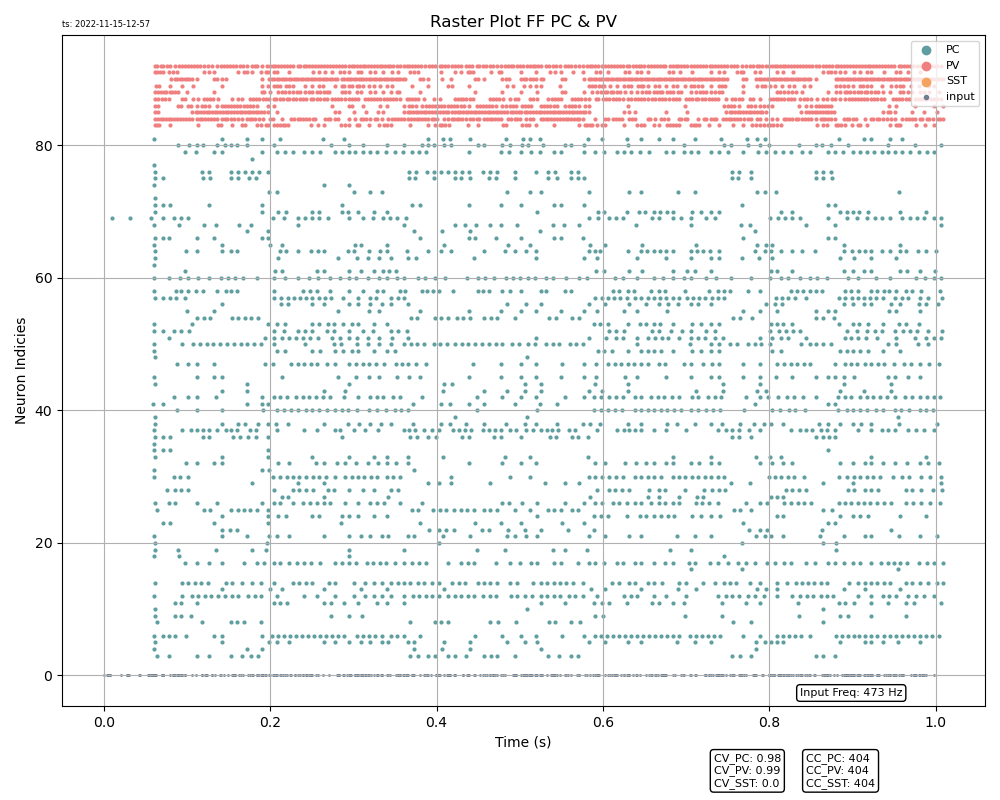 ts: 2022-11-15-12-57
Raster Plot FF PC & PV
PC
PV
SST
input
80
60
40
20
0
Neuron Indicies
Input Freq: 473 Hz
0.0 0.2 0.4 0.6 0.8 1.0
Time (s)
CV_PC: 0.98
CV_PV: 0.99
CV_SST: 0.0
CC_PC: 404
CC_PV: 404
CC_SST: 404